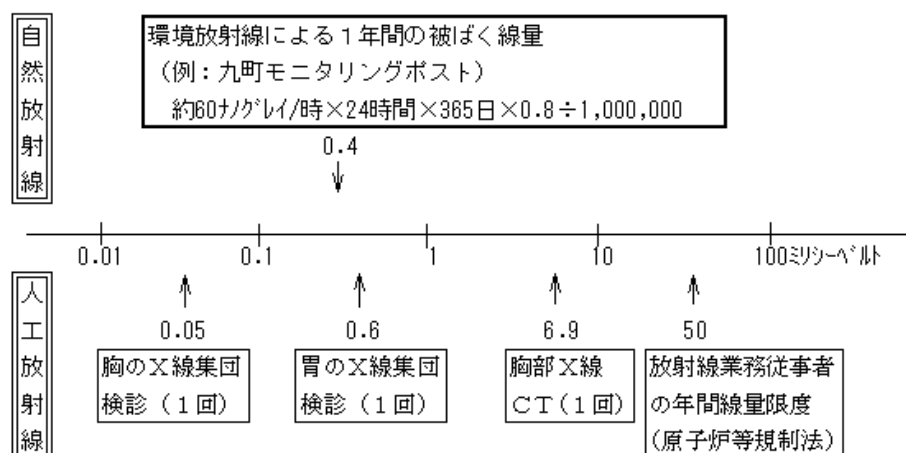 自然放射線
環境放射線による１年間の被ばく線量
（例：九町モニタリングポスト）
約60ﾅﾉｸﾞﾚｲ/時×24時間×365日×0.8÷1,000,000
0.4
0.01 0.1 1 10 100ﾐﾘｼｰﾍﾞﾙﾄ
人工放射線
0.05 0.6 6.9 50
胸のＸ線集団
検診（１回）
胃のＸ線集団
検診（１回）
胸部Ｘ線
ＣＴ(１回)
放射線業務従事者
の年間線量限度
(原子炉等規制法)